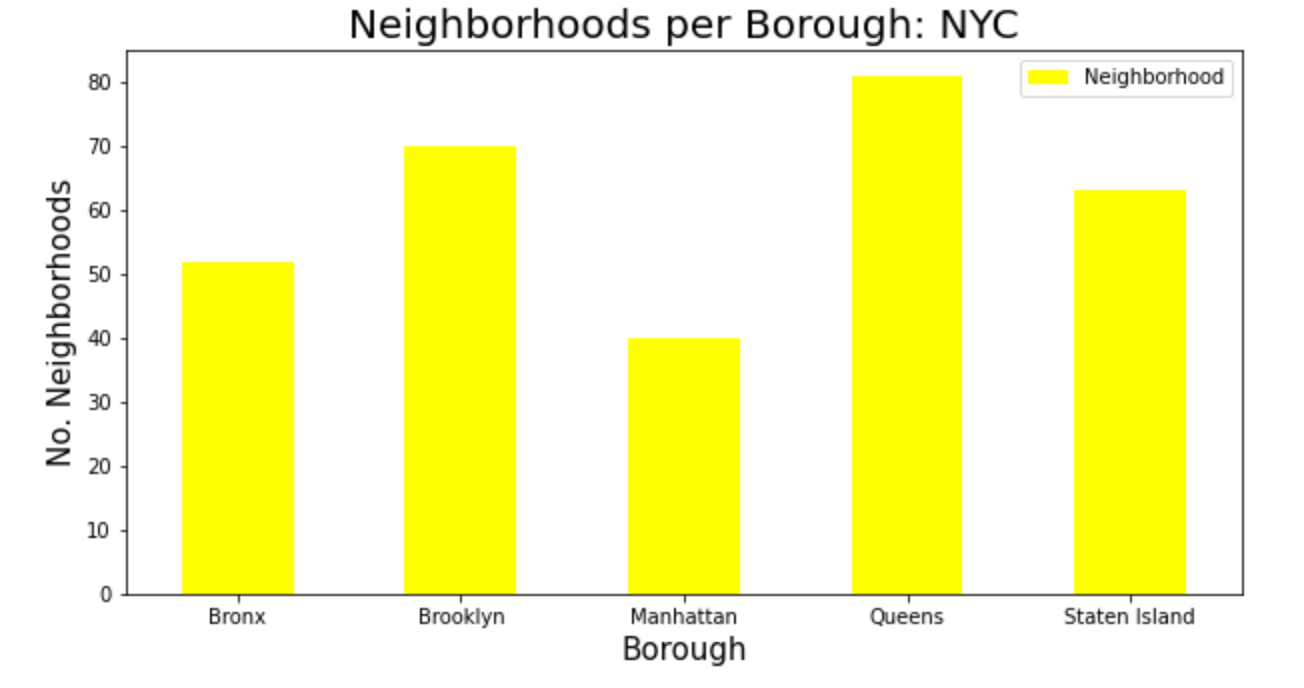 Neighborhoods per Borough: NYC
Neighborhood
No. Neighborhoods
80
70
60
50
40
30
20
10
0
Bronx Brooklyn Manhattan Queens Staten Island
Borough